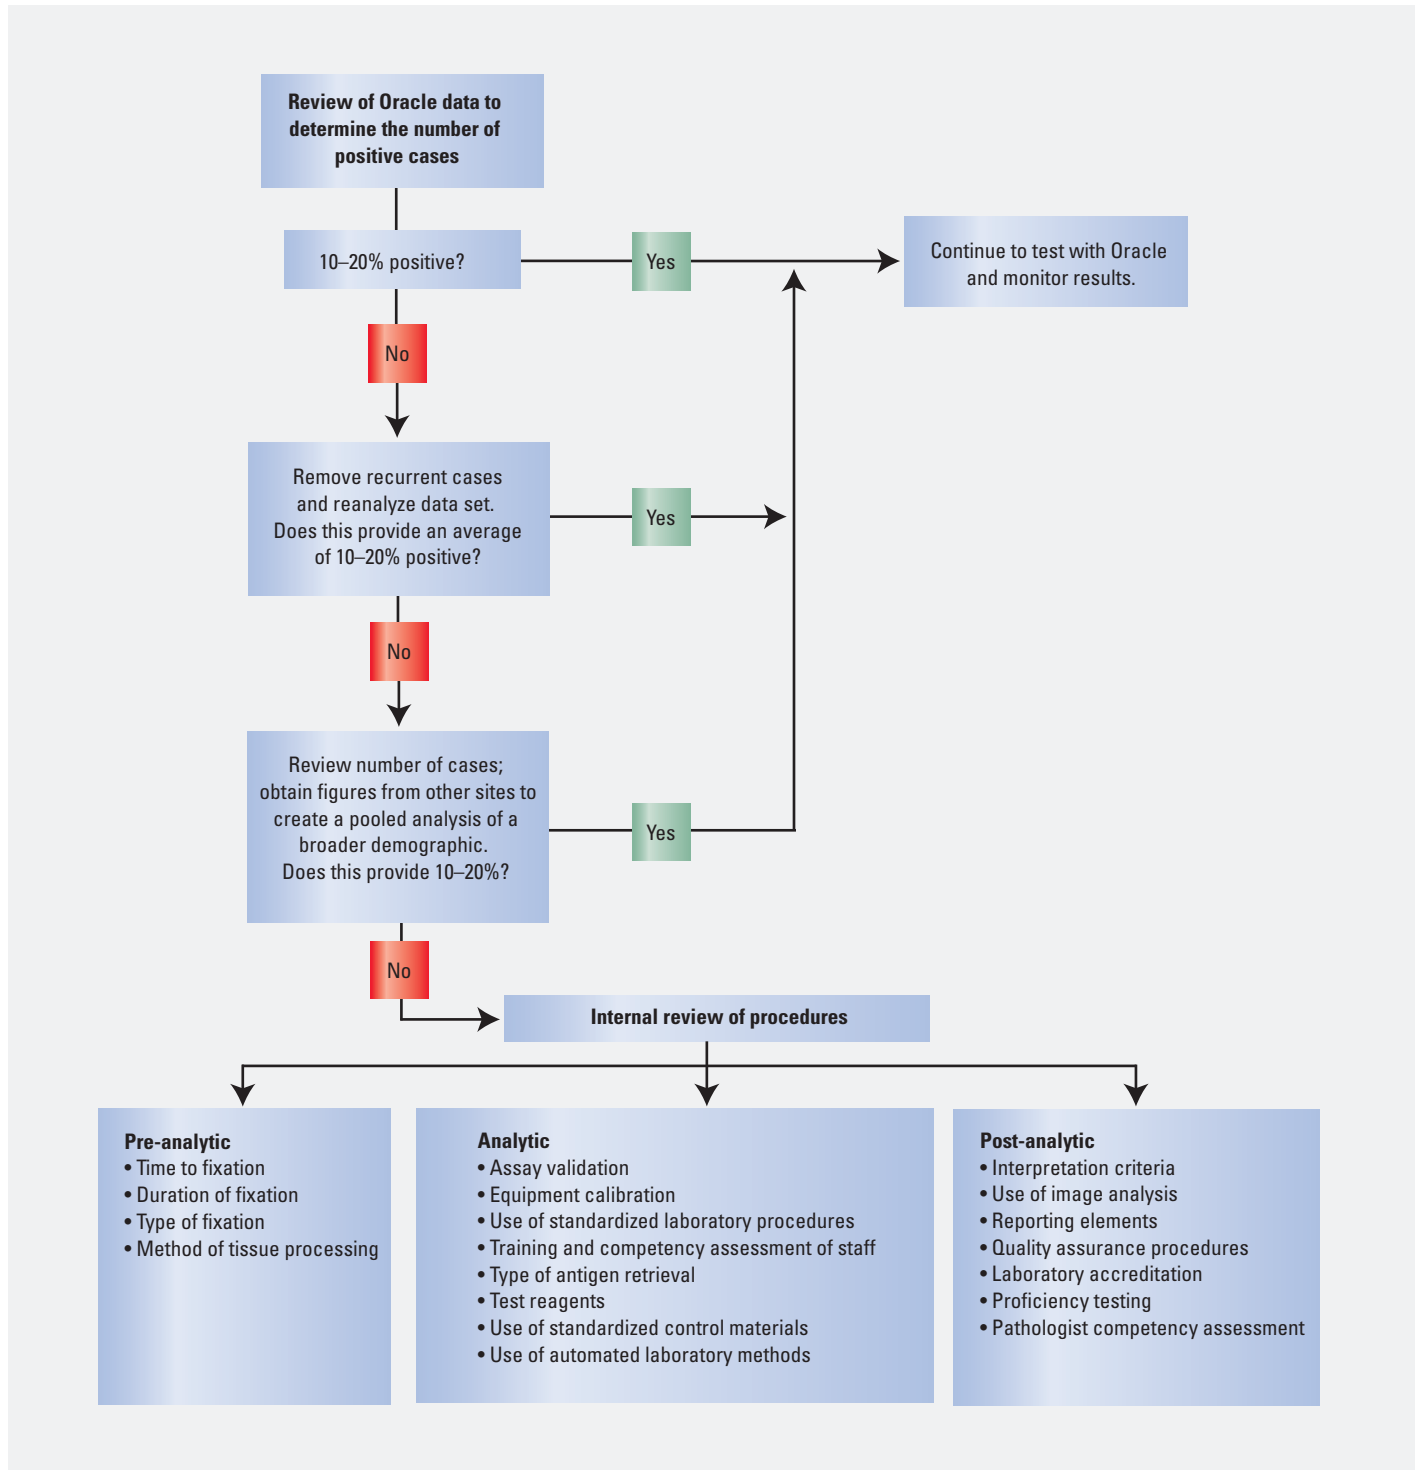 Review of Oracle data to
determine the number of
positive cases
10–20% positive?
Yes
Continue to test with Oracle
and monitor results.
No
Remove recurrent cases
and reanalyze data set.
Does this provide an average
of 10–20% positive?
Yes
No
Review number of cases;
obtain figures from other sites to
create a pooled analysis of a
broader demographic.
Does this provide 10–20%?
Yes
No
Internal review of procedures
Pre-analytic
• Time to fixation
• Duration of fixation
• Type of fixation
• Method of tissue processing
Analytic
• Assay validation
• Equipment calibration
• Use of standardized laboratory procedures
• Training and competency assessment of staff
• Type of antigen retrieval
• Test reagents
• Use of standardized control materials
• Use of automated laboratory methods
Post-analytic
• Interpretation criteria
• Use of image analysis
• Reporting elements
• Quality assurance procedures
• Laboratory accreditation
• Proficiency testing
• Pathologist competency assessment